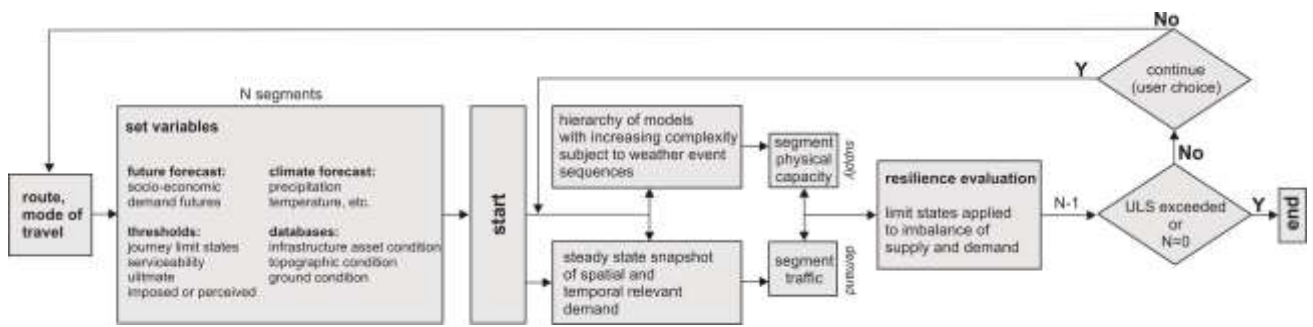 No
continue
(user choice)
Y
No
N segments
set variables
future forecast:
socio-economic
demand futures
climate forecast:
precipitation
temperature, etc.
thresholds:
journey limit states
serviceability
ulitmate
imposed or perceived
databases:
infrastructure asset condition
topographic condition
ground condition
route,
mode of
travel
start
hierarchy of models
with increasing complexity
subject to weather event
sequences
segment
physical
capacity
supply
steady state snapshot
of spatial and
temporal relevant
demand
segment
traffic
demand
resilience evaluation
limit states applied
to imbalance of
supply and demand
N-1
ULS exceeded
or
N=0
Y
end